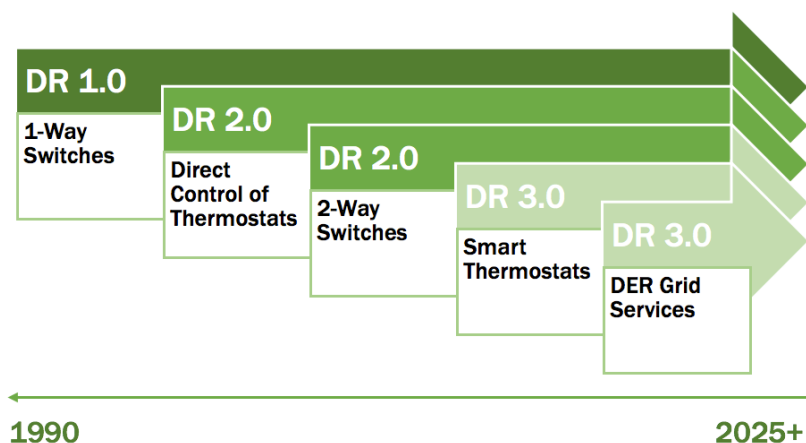 DR 1.0
1-Way
Switches
DR 2.0
Direct
Control of
Thermostats
DR 2.0
2-Way
Switches
DR 3.0
Smart
Thermostats
DR 3.0
DER Grid
Services
1990
2025+